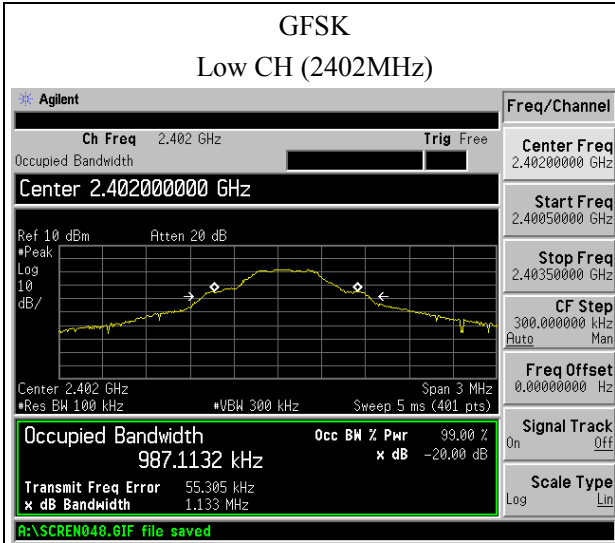 GFSK
Low CH (2402MHz)
Agilent
Freq/Channel
Ch Freq 2.402 GHz Trig Free
Occupied Bandwidth
Center 2.402000000 GHz
Center Freq
2.40200000 GHz
Start Freq
2.40050000 GHz
Stop Freq
2.40350000 GHz
CF Step
300.000000 kHz
Auto Man
Freq Offset
0.00000000 Hz
Signal Track
On Off
Scale Type
Log Lin
Ref 10 dBm Atten 20 dB
#Peak
Log
10
dB/
Center 2.402 GHz Span 3 MHz
#Res BW 100 kHz #VBW 300 kHz Sweep 5 ms (401 pts)
Occupied Bandwidth Occ BW % Pwr 99.00 %
987.1132 kHz x dB -20.00 dB
Transmit Freq Error 55.305 kHz
x dB Bandwidth 1.133 MHz
A:\SCREN048.GIF file saved